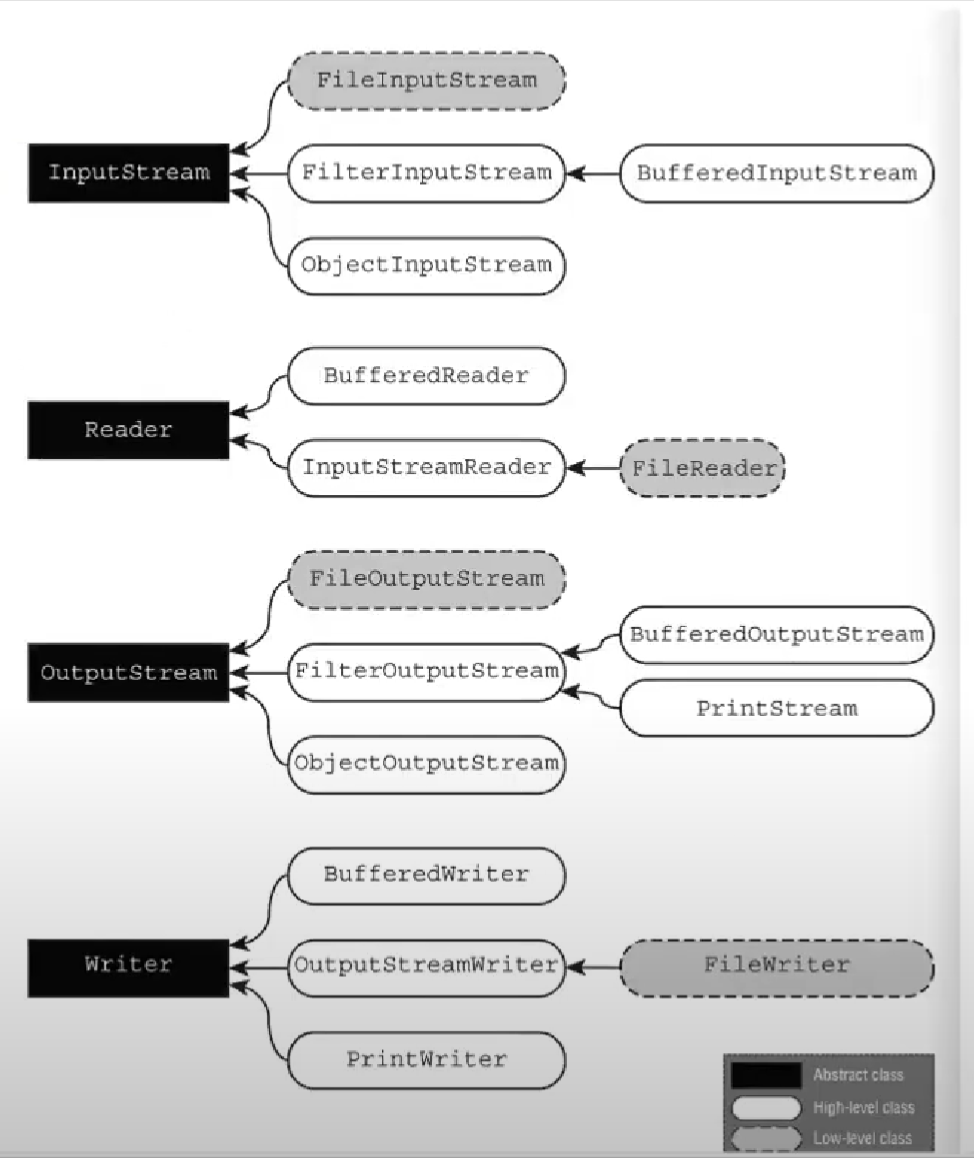 FileInputStream
InputStream
FilterInputStream
BufferedInputStream
ObjectInputStream
BufferedReader
Reader
InputStreamReader
FileReader
FileOutputStream
BufferedOutputStream
OutputStream
FilterOutputStream
PrintStream
ObjectOutputStream
BufferedWriter
Writer
OutputStreamWriter
FileWriter
PrintWriter
Abstract class
High-level class
Low-level class